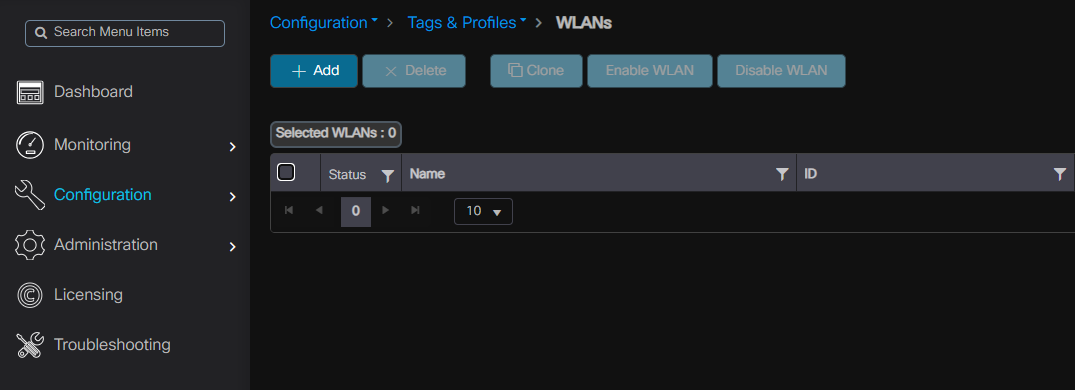 Search Menu Items
Dashboard
Monitoring
Configuration
Administration
Licensing
Troubleshooting
Configuration > Tags & Profiles > WLANs
+ Add × Delete Clone Enable WLAN Disable WLAN
Selected WLANs : 0
Status Name ID
0 10